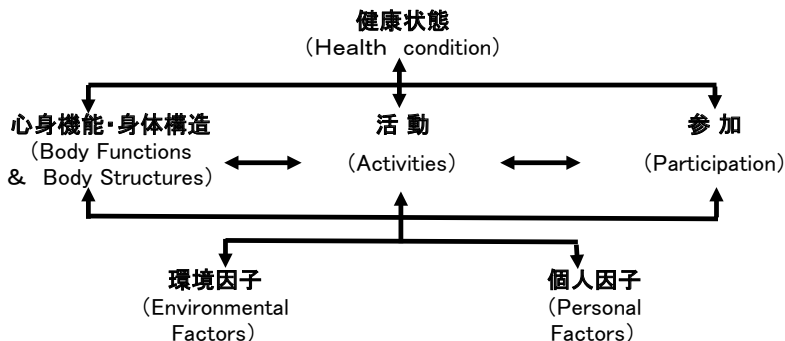 健康状態
（Health condition）
心身機能・身体構造
（Body Functions
＆ Body Structures）
活 動
（Activities）
参 加
（Participation）
環境因子
（Environmental
Factors）
個人因子
（Personal
Factors）